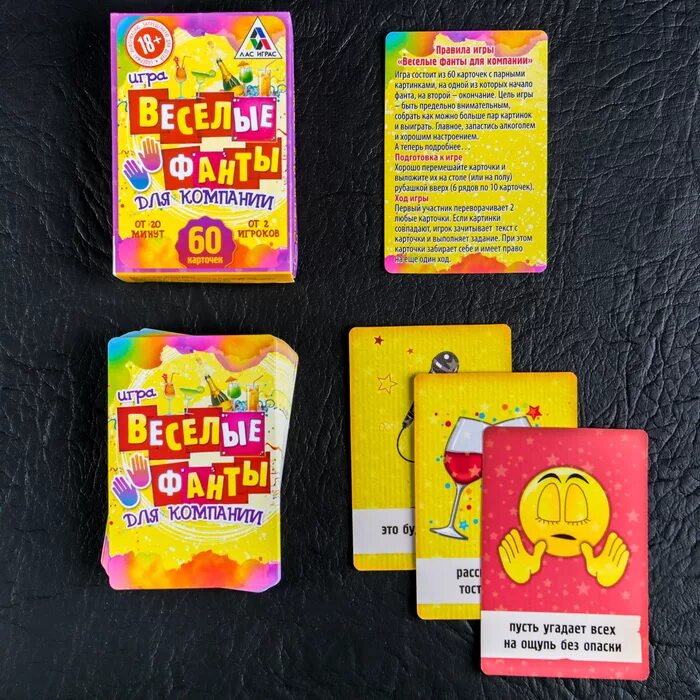 18+
ЛАС ИГРАС
игра
ВЕСЕЛЫЕ
ФАНТЫ
ДЛЯ КОМПАНИИ
ОТ 20
МИНУТ
60
карточек
ОТ 2
ИГРОКОВ
Правила игры
«Веселые фанты для компании»
Игра состоит из 60 карточек с парными
картинками, на одной из которых начало
фанта, на второй – окончание. Цель игры
– быть предельно внимательным,
собрать как можно больше пар картинок
и выиграть. Главное, запастись алкоголем
и хорошим настроением.
А теперь подробнее…
Подготовка к игре
Хорошо перемешайте карточки и
выложите их на столе (или на полу)
рубашкой вверх (6 рядов по 10 карточек).
Ход игры
Первый участник переворачивает 2
любые карточки. Если картинки
совпадают, игрок зачитывает текст с
карточки и выполняет задание. При этом
карточки забирает себе и имеет право
на еще один ход.
игра
ВЕСЕЛЫЕ
ФАНТЫ
ДЛЯ КОМПАНИИ
это бу
расс
тост
пусть угадает всех
на ощупь без опаски